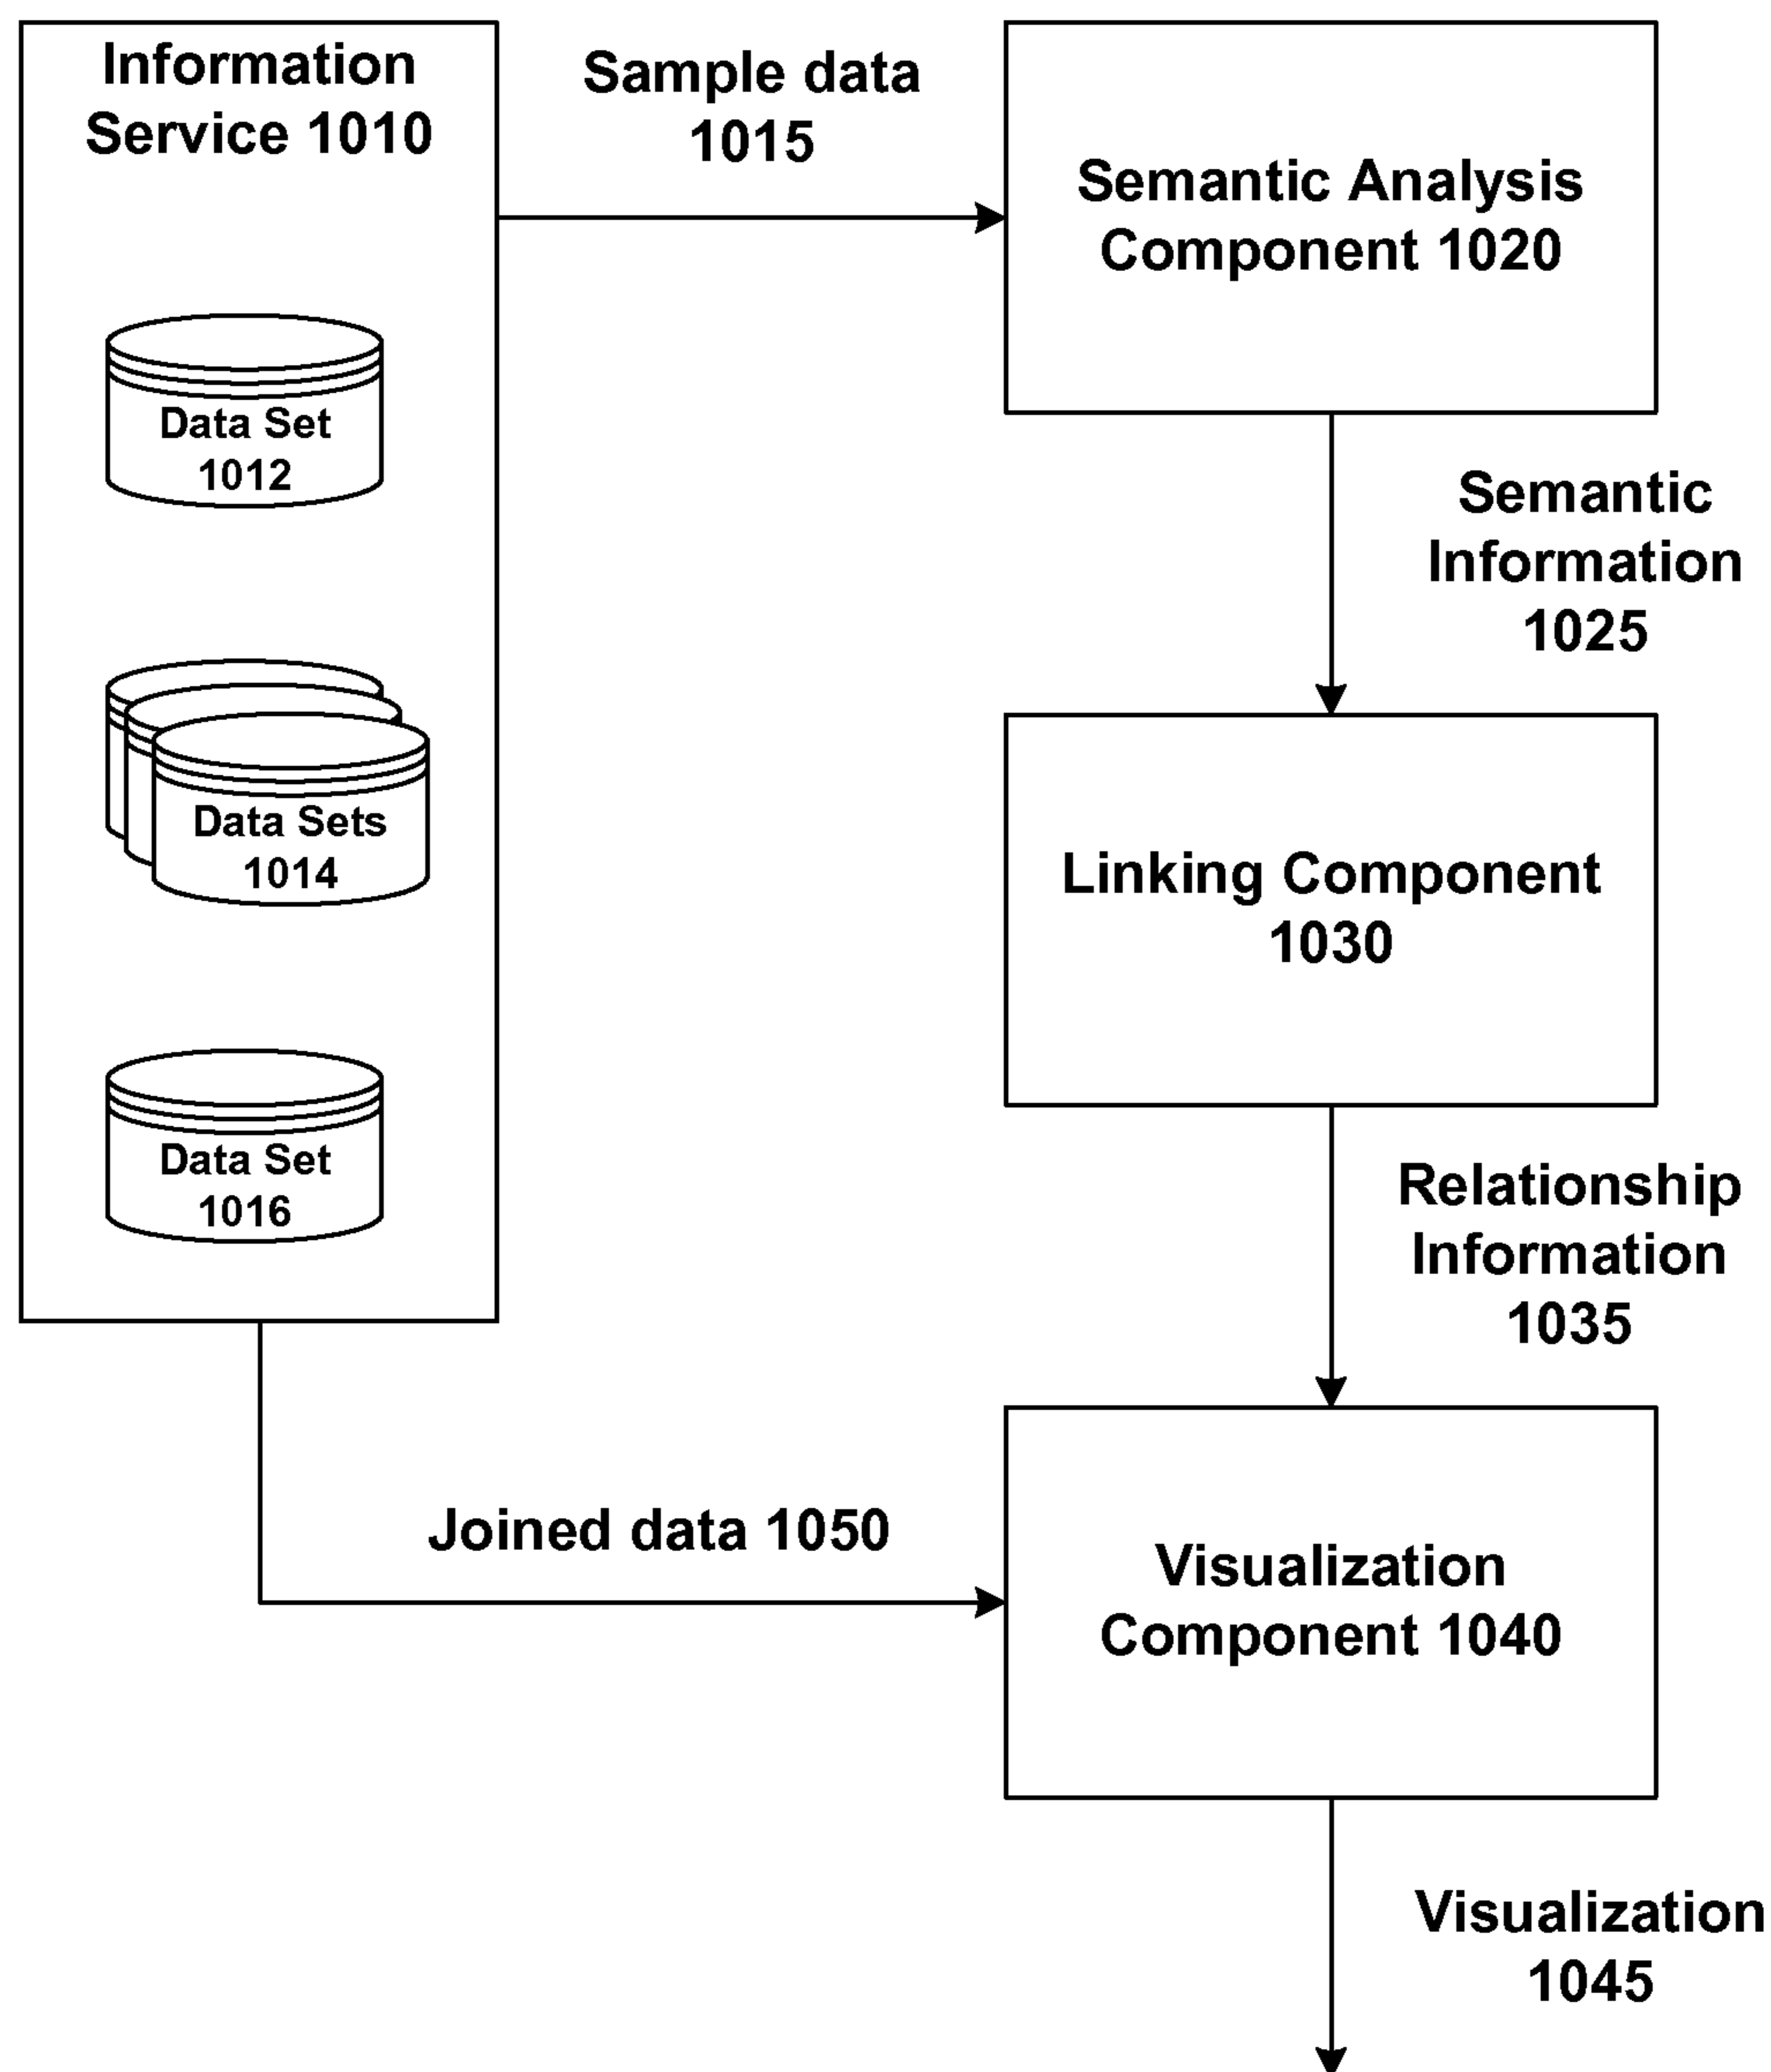 Information
Service 1010
Sample data
1015
Semantic Analysis
Component 1020
Data Set
1012
Semantic
Information
1025
Data Sets
1014
Linking Component
1030
Data Set
1016
Relationship
Information
1035
Joined data 1050
Visualization
Component 1040
Visualization
1045